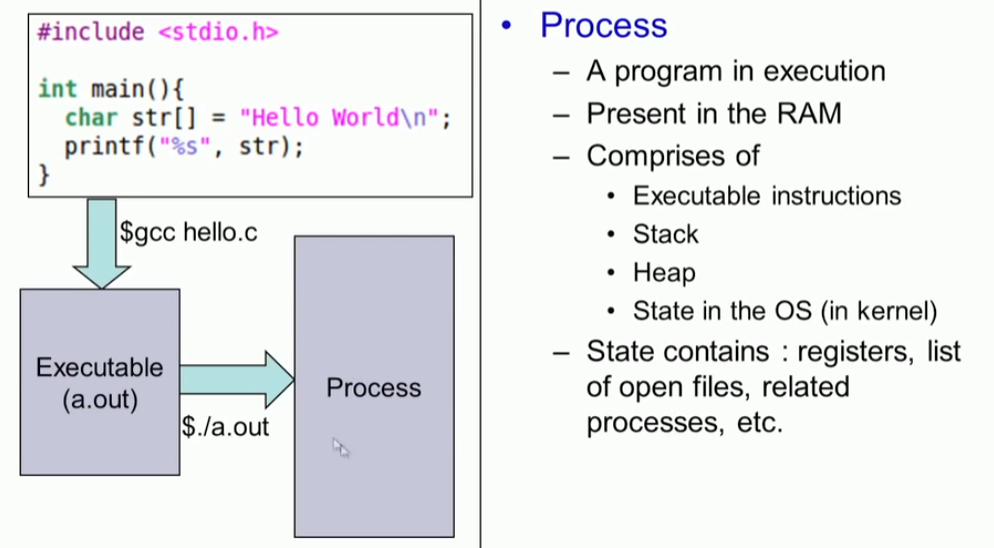 #include <stdio.h>
int main(){
char str[] = "Hello World\n";
printf("%s", str);
}
$gcc hello.c
Executable
(a.out)
$./a.out
Process
• Process
– A program in execution
– Present in the RAM
– Comprises of
• Executable instructions
• Stack
• Heap
• State in the OS (in kernel)
– State contains : registers, list
of open files, related
processes, etc.